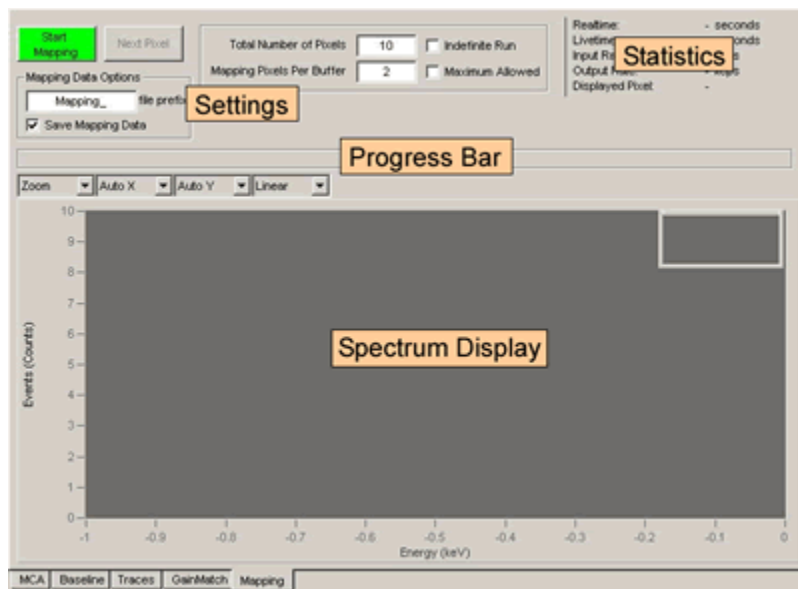 Start
Mapping
Next Pixel
Total Number of Pixels 10 Indefinite Run
Mapping Pixels Per Buffer 2 Maximum Allowed
Realtime: - seconds
Livetime
Input
Output
Displayed Pixel: -
Statistics
Mapping Data Options
Mapping_ file prefix
Save Mapping Data
Settings
Progress Bar
Zoom Auto X Auto Y Linear
10
9
8
7
6
5
4
3
2
1
0
Events (Counts)
Spectrum Display
-1 -0.9 -0.8 -0.7 -0.6 -0.5 -0.4 -0.3 -0.2 -0.1 0
Energy (keV)
MCA Baseline Traces GainMatch Mapping